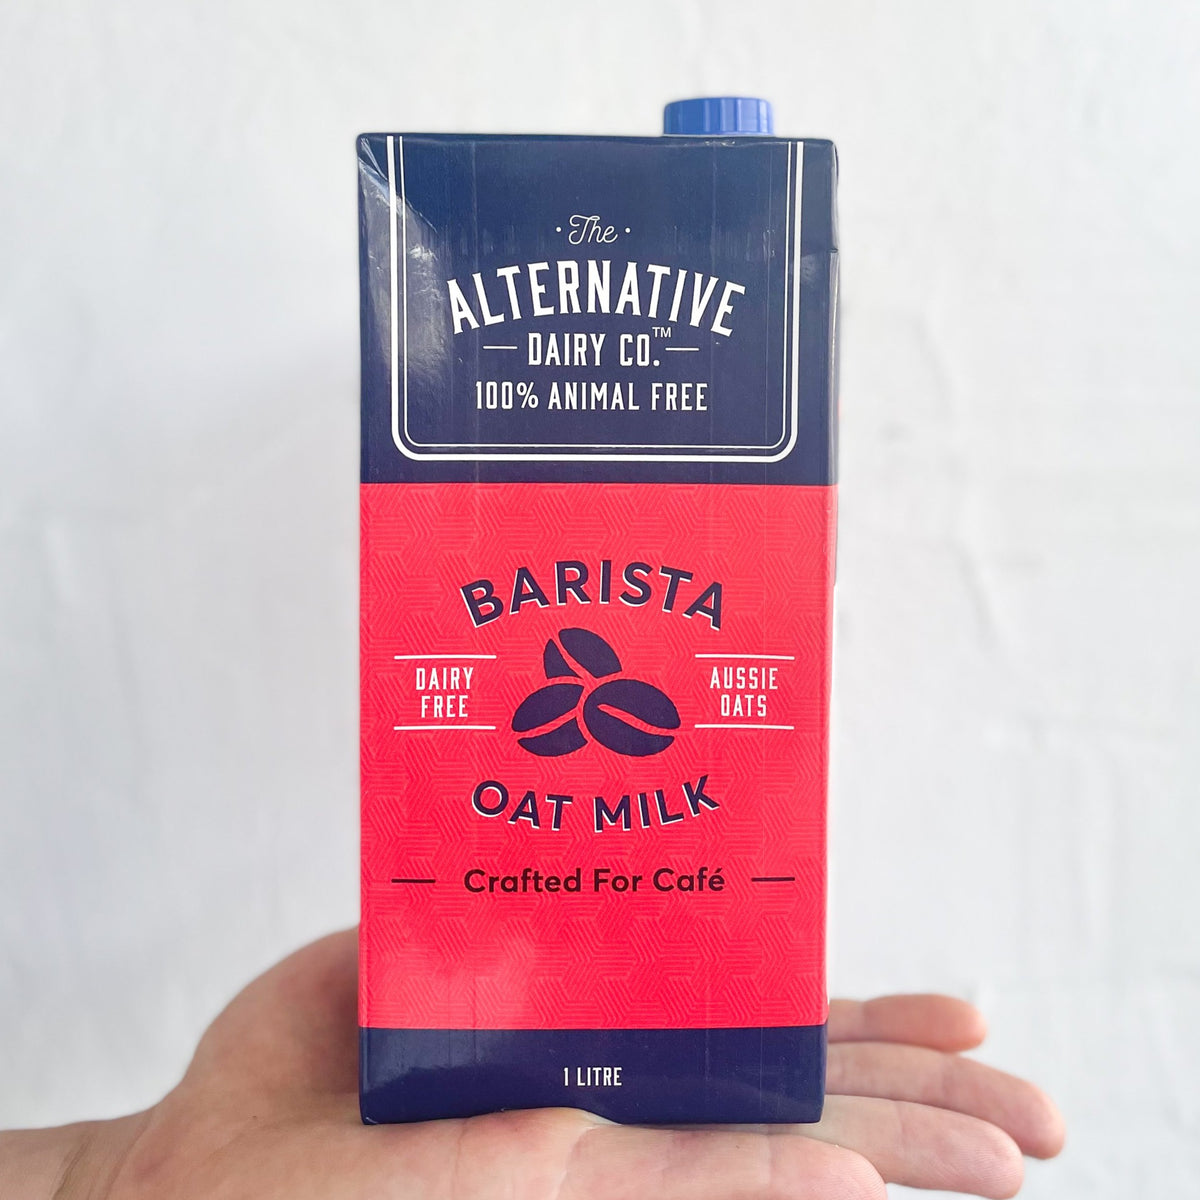 The
ALTERNATIVE
DAIRY CO.™
100% ANIMAL FREE
BARISTA
DAIRY
FREE
AUSSIE
OATS
OAT MILK
Crafted For Café
1 LITRE